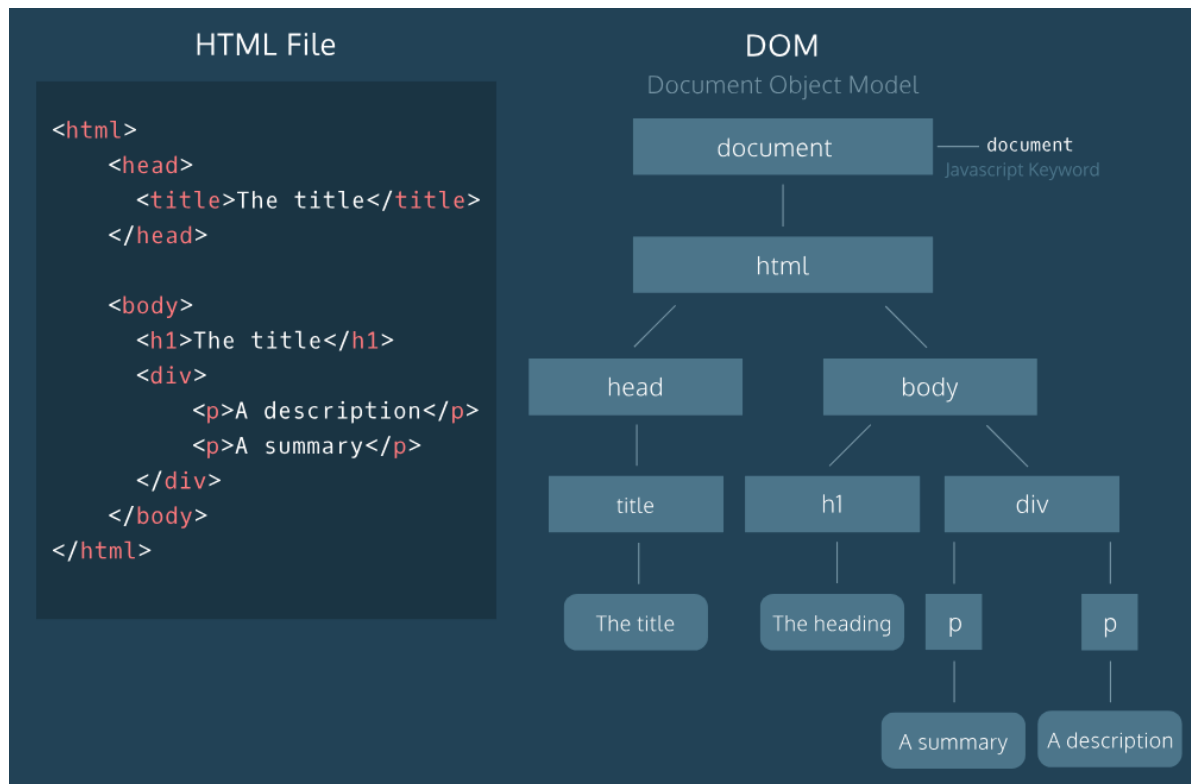 HTML File
<html>
<head>
<title>The title</title>
</head>
<body>
<h1>The title</h1>
<div>
<p>A description</p>
<p>A summary</p>
</div>
</body>
</html>
DOM
Document Object Model
document
document
Javascript Keyword
html
head
body
title
h1
div
The title
The heading
p
p
A summary
A description